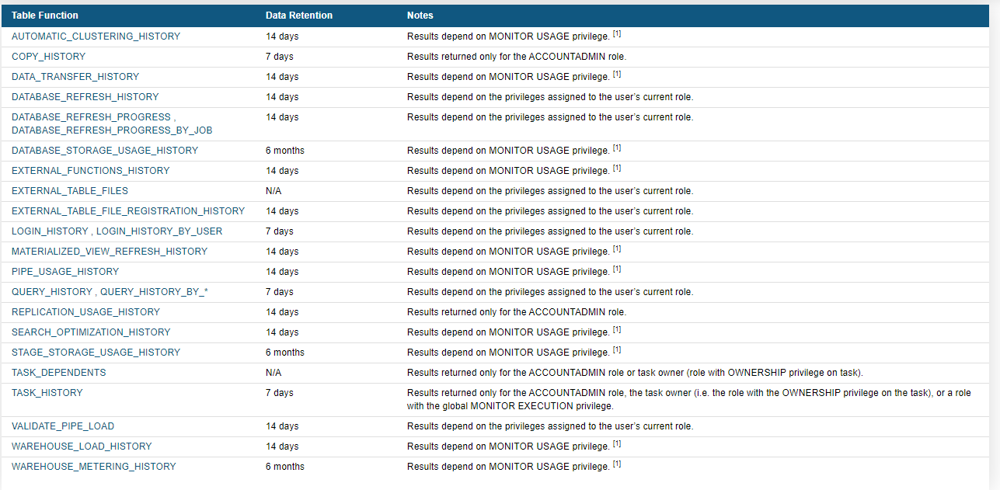 Table Function Data Retention Notes
AUTOMATIC_CLUSTERING_HISTORY 14 days Results depend on MONITOR USAGE privilege. [1]
COPY_HISTORY 7 days Results returned only for the ACCOUNTADMIN role.
DATA_TRANSFER_HISTORY 14 days Results depend on MONITOR USAGE privilege. [1]
DATABASE_REFRESH_HISTORY 14 days Results depend on the privileges assigned to the user’s current role.
DATABASE_REFRESH_PROGRESS , 14 days Results depend on the privileges assigned to the user’s current role.
DATABASE_REFRESH_PROGRESS_BY_JOB
DATABASE_STORAGE_USAGE_HISTORY 6 months Results depend on MONITOR USAGE privilege. [1]
EXTERNAL_FUNCTIONS_HISTORY 14 days Results depend on MONITOR USAGE privilege. [1]
EXTERNAL_TABLE_FILES N/A Results depend on the privileges assigned to the user’s current role.
EXTERNAL_TABLE_FILE_REGISTRATION_HISTORY 14 days Results depend on the privileges assigned to the user’s current role.
LOGIN_HISTORY , LOGIN_HISTORY_BY_USER 7 days Results depend on the privileges assigned to the user’s current role.
MATERIALIZED_VIEW_REFRESH_HISTORY 14 days Results depend on MONITOR USAGE privilege. [1]
PIPE_USAGE_HISTORY 14 days Results depend on MONITOR USAGE privilege. [1]
QUERY_HISTORY , QUERY_HISTORY_BY_* 7 days Results depend on the privileges assigned to the user’s current role.
REPLICATION_USAGE_HISTORY 14 days Results returned only for the ACCOUNTADMIN role.
SEARCH_OPTIMIZATION_HISTORY 14 days Results depend on MONITOR USAGE privilege. [1]
STAGE_STORAGE_USAGE_HISTORY 6 months Results depend on MONITOR USAGE privilege. [1]
TASK_DEPENDENTS N/A Results returned only for the ACCOUNTADMIN role or task owner (role with OWNERSHIP privilege on task).
TASK_HISTORY 7 days Results returned only for the ACCOUNTADMIN role, the task owner (i.e. the role with the OWNERSHIP privilege on the task), or a role
with the global MONITOR EXECUTION privilege.
VALIDATE_PIPE_LOAD 14 days Results depend on the privileges assigned to the user’s current role.
WAREHOUSE_LOAD_HISTORY 14 days Results depend on MONITOR USAGE privilege. [1]
WAREHOUSE_METERING_HISTORY 6 months Results depend on MONITOR USAGE privilege. [1]